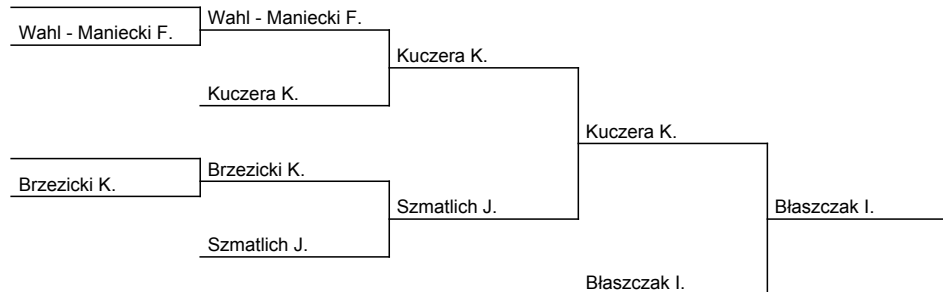 Wahl - Maniecki F.
Wahl - Maniecki F.
Kuczera K.
Kuczera K.
Kuczera K.
Brzezicki K.
Brzezicki K.
Szmatlich J.
Błaszczak I.
Szmatlich J.
Błaszczak I.